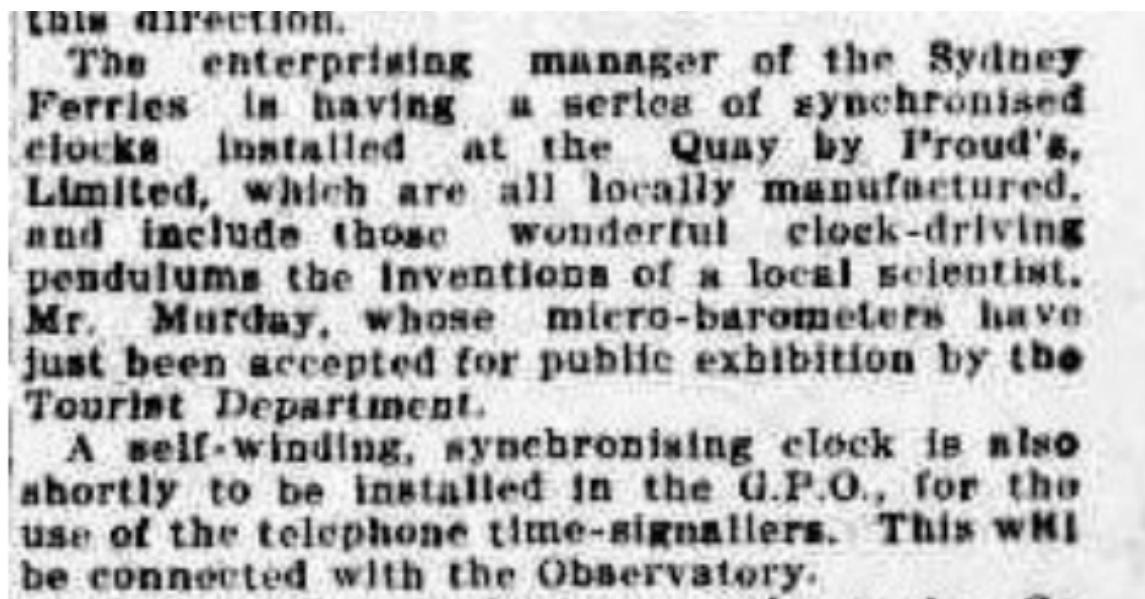 this direction.
The enterprising manager of the Sydney
Ferries is having a series of synchronised
clocks installed at the Quay by Proud's,
Limited, which are all locally manufactured,
and include those wonderful clock-driving
pendulums the inventions of a local scientist,
Mr. Murday, whose micro-barometers have
just been accepted for public exhibition by the
Tourist Department.
A self-winding, synchronising clock is also
shortly to be installed in the G.P.O., for the
use of the telephone time-signallers. This will
be connected with the Observatory.